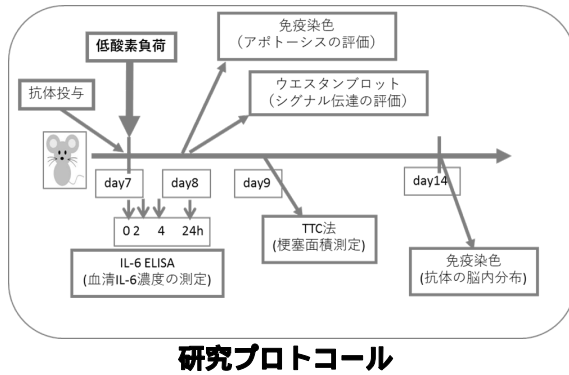 免疫染色
(アポトーシスの評価)
低酸素負荷
ウエスタンブロット
(シグナル伝達の評価)
抗体投与
day7
day8
day9
day14
0 2 4 24h
IL-6 ELISA
(血清IL-6濃度の測定)
TTC法
(梗塞面積測定)
免疫染色
(抗体の脳内分布)
研究プロトコール